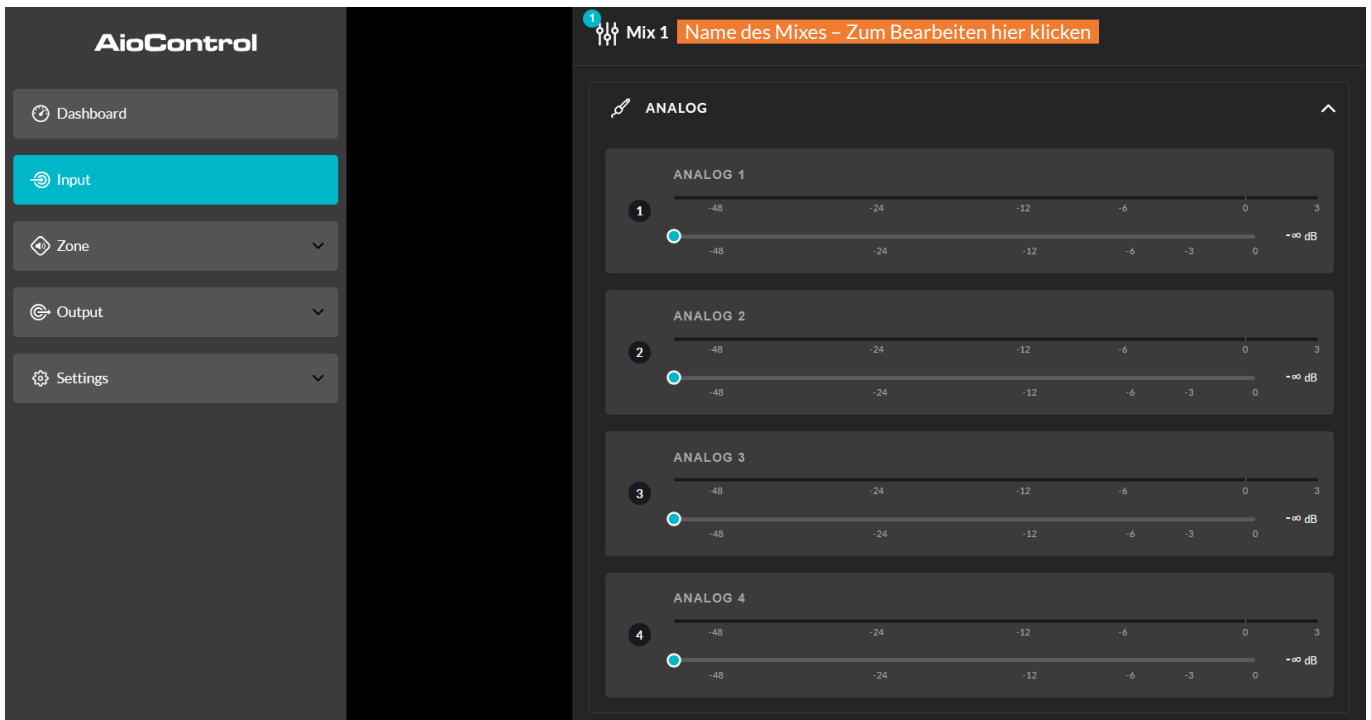 AioControl
Dashboard
Input
Zone
Output
Settings
1
Mix 1 Name des Mixes – Zum Bearbeiten hier klicken
ANALOG
ANALOG 1
1
-48 -24 -12 -6 0 3
-∞ dB
-48 -24 -12 -6 -3 0
ANALOG 2
2
-48 -24 -12 -6 0 3
-∞ dB
-48 -24 -12 -6 -3 0
ANALOG 3
3
-48 -24 -12 -6 0 3
-∞ dB
-48 -24 -12 -6 -3 0
ANALOG 4
4
-48 -24 -12 -6 0 3
-∞ dB
-48 -24 -12 -6 -3 0